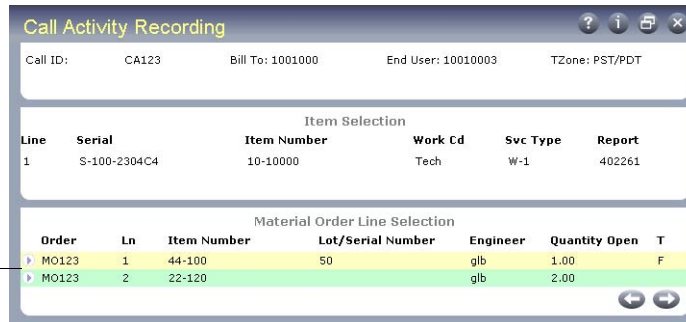 Call Activity Recording
Call ID: CA123 Bill To: 1001000 End User: 10010003 TZone: PST/PDT
Item Selection
Line Serial Item Number Work Cd Svc Type Report
1 S-100-2304C4 10-10000 Tech W-1 402261
Material Order Line Selection
Order Ln Item Number Lot/Serial Number Engineer Quantity Open T
MO123 1 44-100 50 glb 1.00 F
MO123 2 22-120 glb 2.00